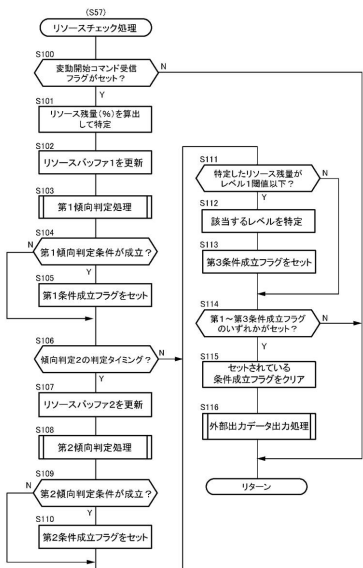 (S57)
リソースチェック処理
S100
変動開始コマンド受信
フラグがセット？
N
Y
S101
リソース残量(%)を算出
して特定
S102
リソースバッファ1を更新
S103
第1傾向判定処理
S104
N
第1傾向判定条件が成立？
Y
S105
第1条件成立フラグをセット
S106
傾向判定2の判定タイミング？
N
Y
S107
リソースバッファ2を更新
S108
第2傾向判定処理
S109
N
第2傾向判定条件が成立？
Y
S110
第2条件成立フラグをセット
S111
特定したリソース残量が
レベル1閾値以下？
N
Y
S112
該当するレベルを特定
S113
第3条件成立フラグをセット
S114
第1〜第3条件成立フラグ
のいずれかがセット？
N
Y
S115
セットされている
条件成立フラグをクリア
S116
外部出力データ出力処理
リターン